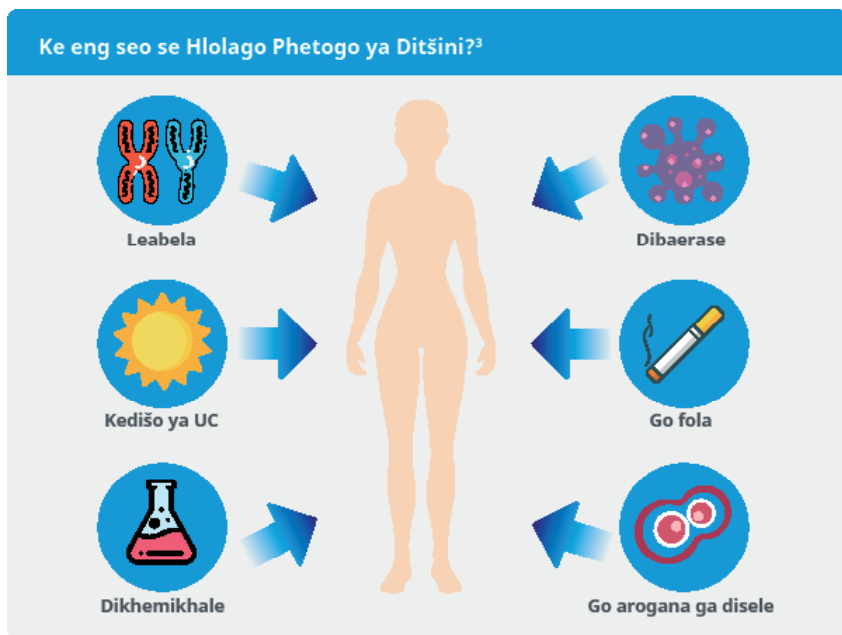 Ke eng seo se Hlolago Phetogo ya Ditšini?³
Leabela
Dibaerase
Kedišo ya UC
Go fola
Dikhemikhale
Go arogana ga disele